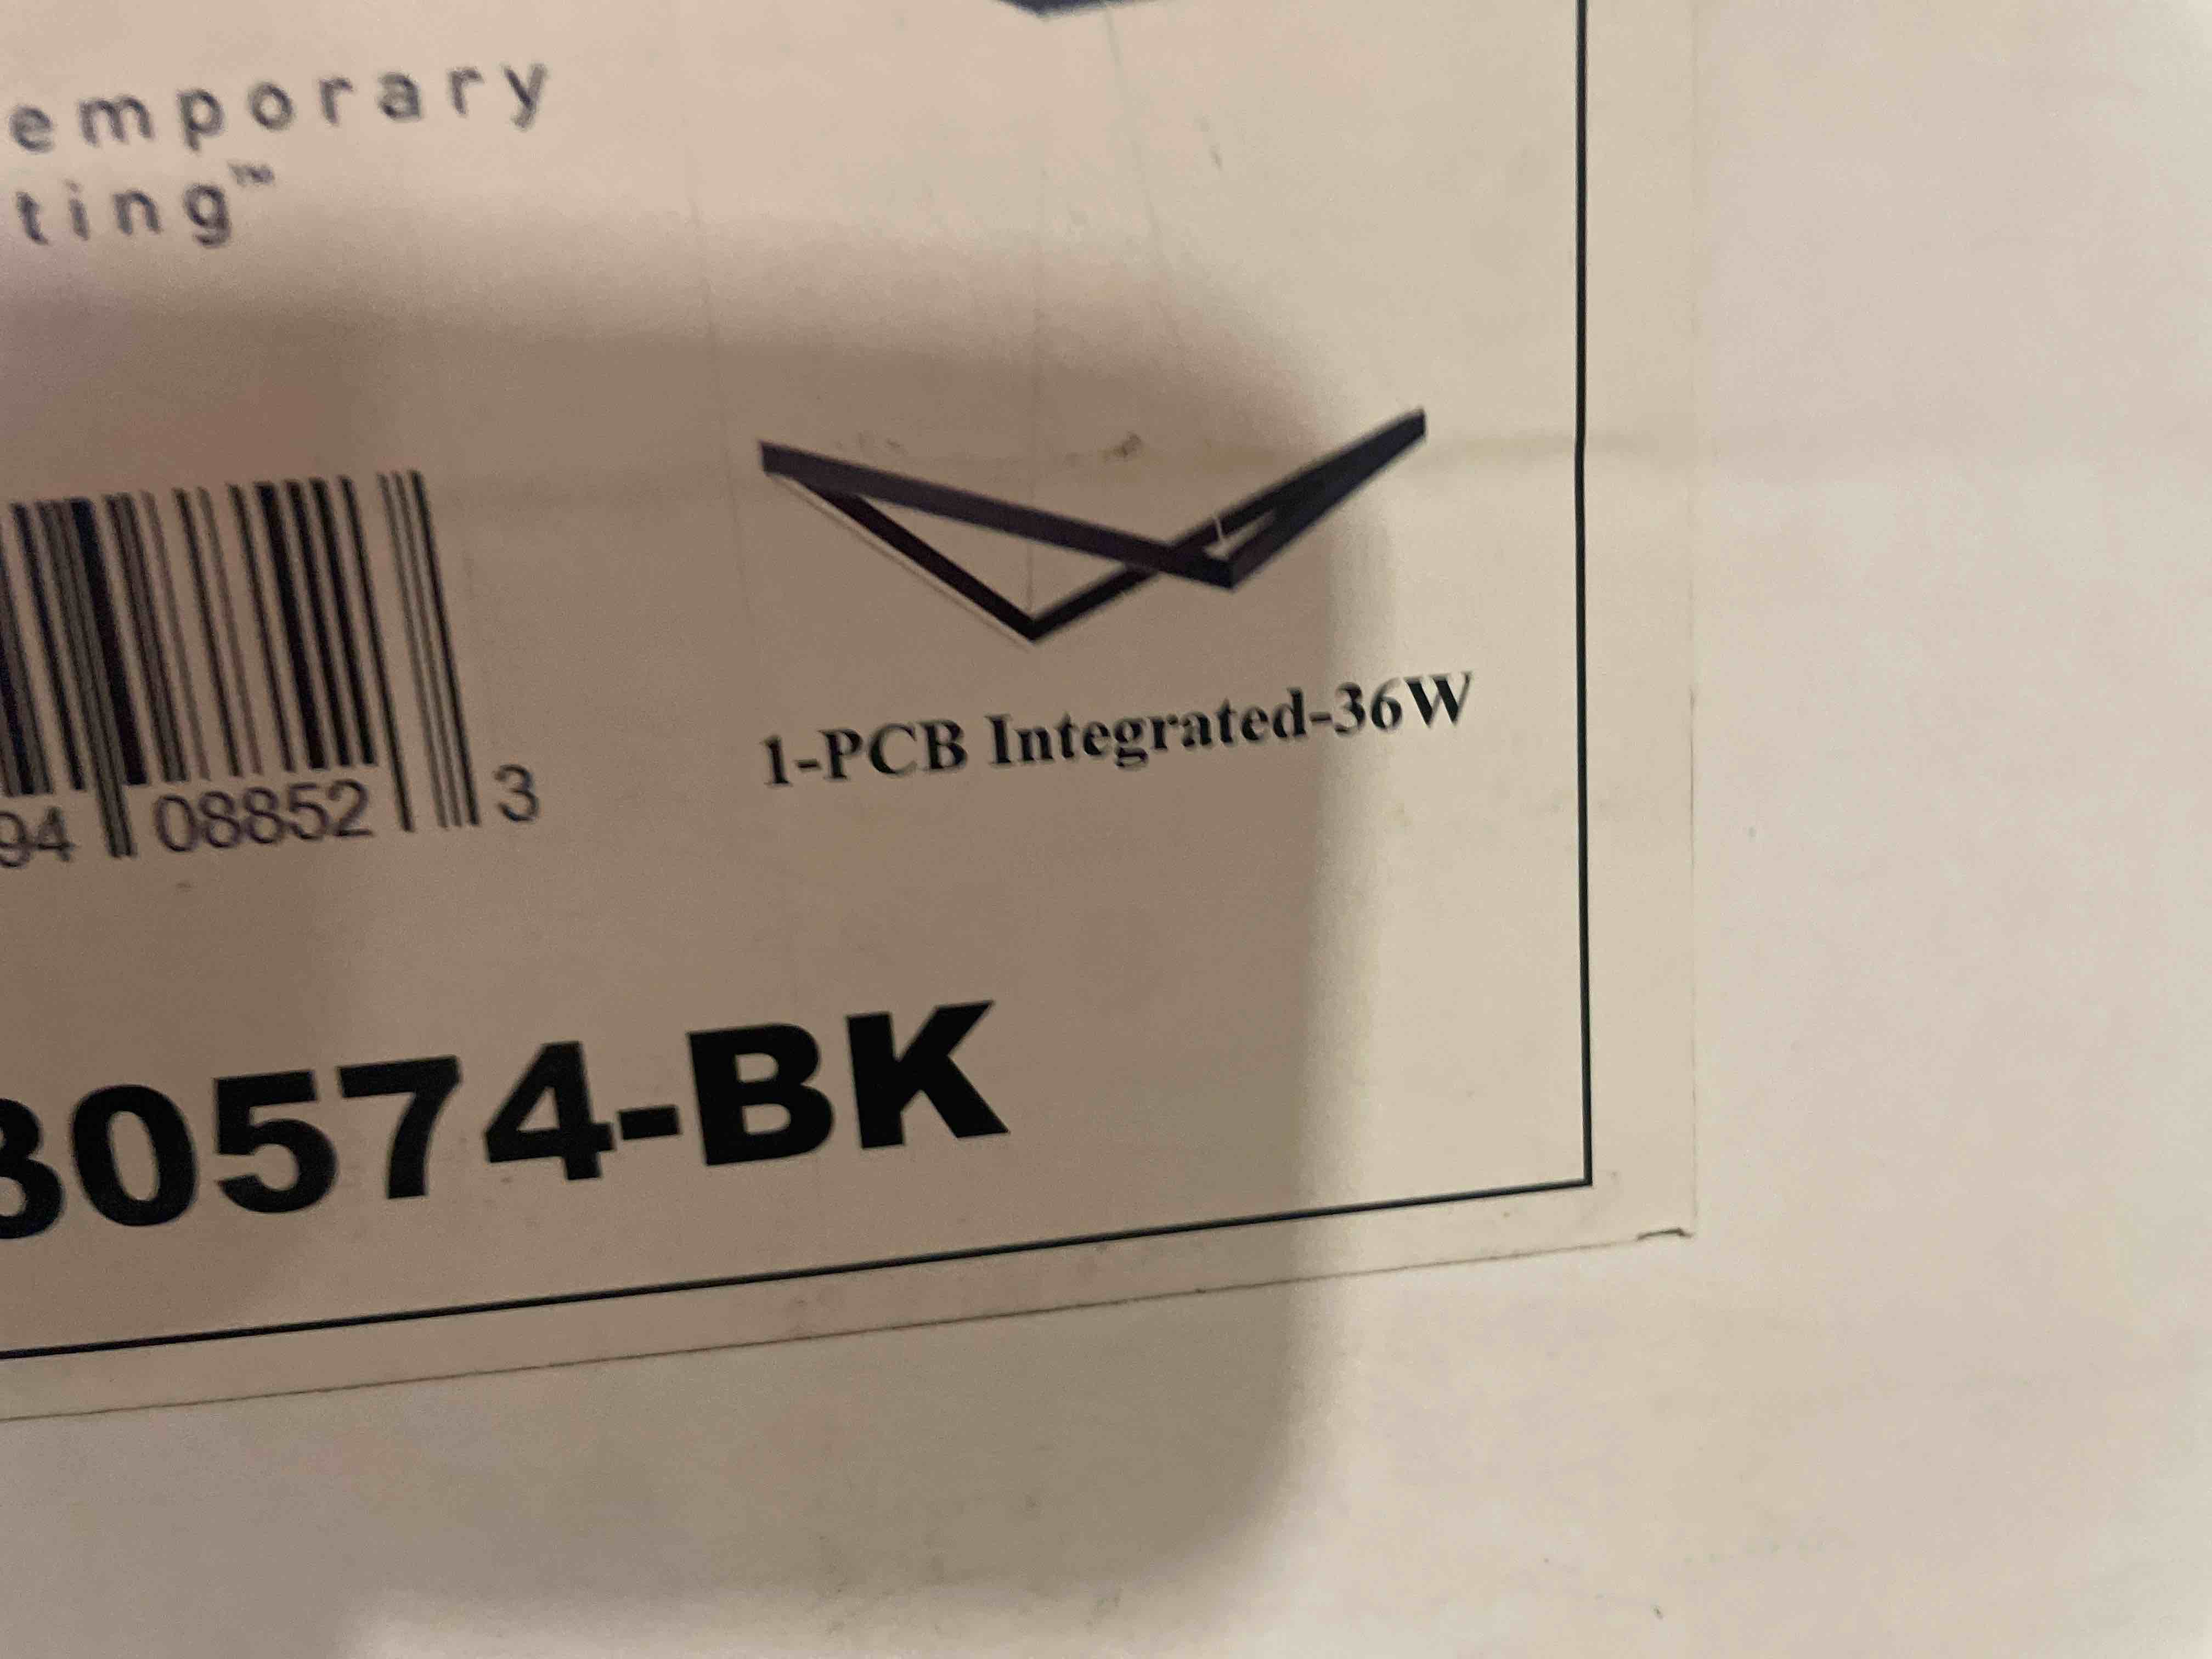 emporary
ting™
94 08852 3
1-PCB Integrated-36W
30574-BK